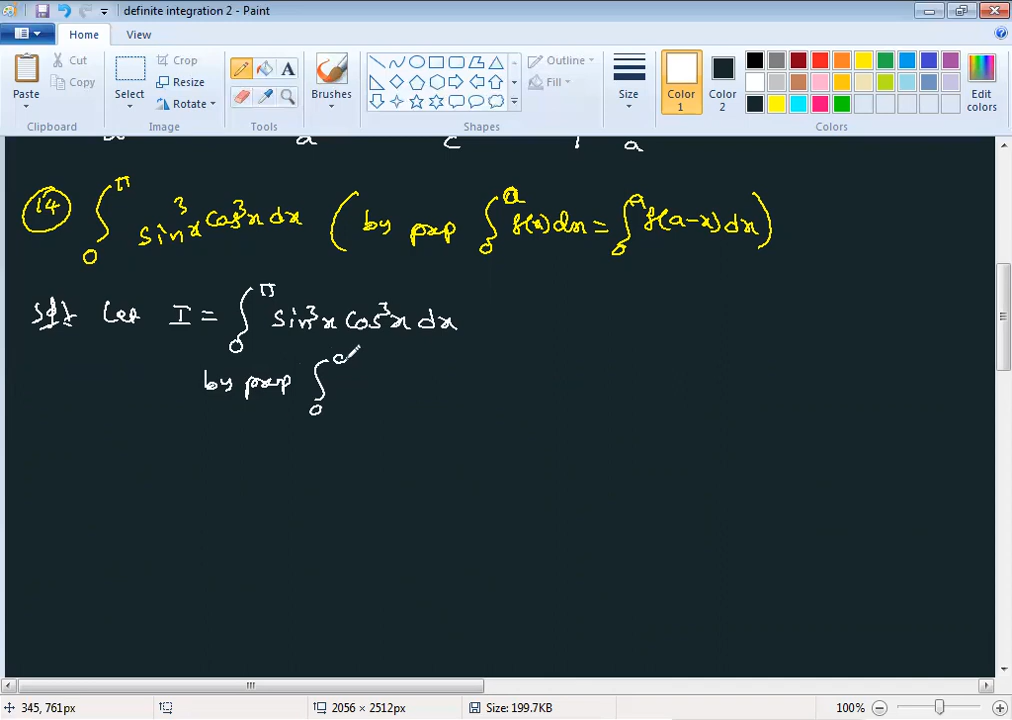 definite integration 2 - Paint
Home View
Paste
Cut
Copy
Clipboard
Select
Crop
Resize
Rotate
Image
A
Tools
Brushes
Shapes
Outline
Fill
Size
Color 1
Color 2
Edit colors
Colors
a c a
14 ∫₀^π sin³x cos³x dx (by prop ∫₀^a f(x)dx = ∫₀^a f(a-x)dx)
Sol Let I = ∫₀^π sin³x cos³x dx
by prop ∫₀^a
345, 761px
2056 × 2512px
Size: 199.7KB
100%